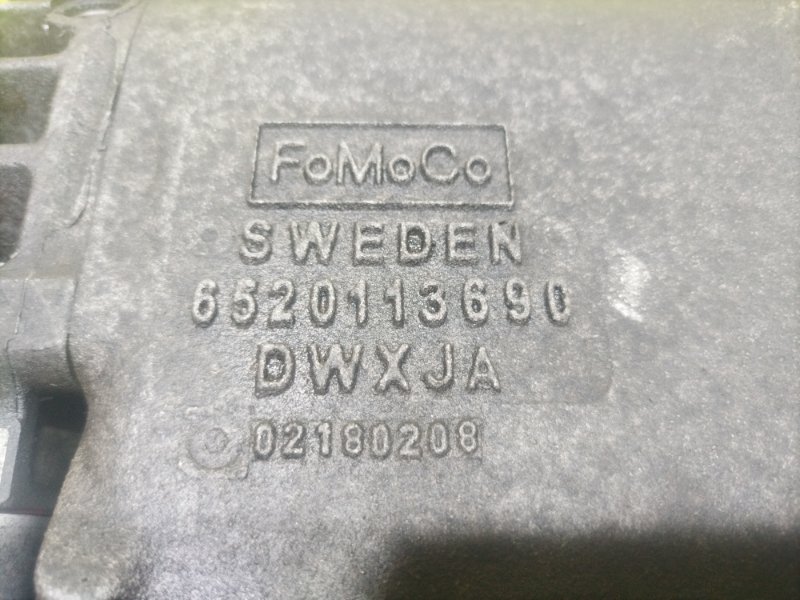 FoMoCo
SWEDEN
6520113690
DWXJA
02180208